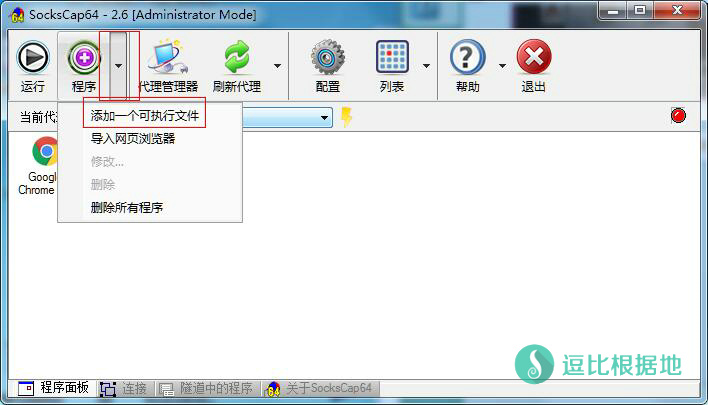 SocksCap64 - 2.6 [Administrator Mode]
运行
程序
代理管理器
刷新代理
配置
列表
帮助
退出
当前代
添加一个可执行文件
导入网页浏览器
修改...
删除
删除所有程序
Googl
Chrome
程序面板
连接
隧道中的程序
关于SocksCap64
逗比根据地